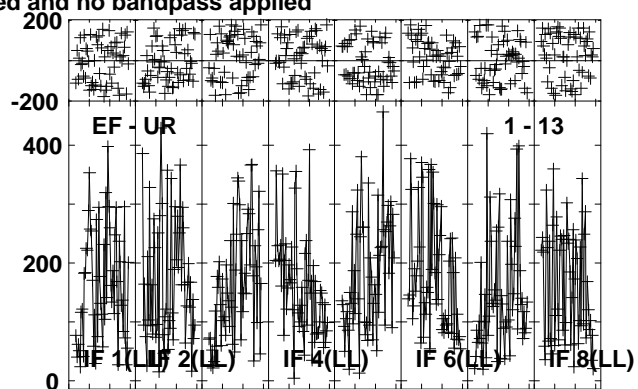 ed and no bandpass applied
200
-200
EF - UR 1 - 13
400
200
0
IF 1(LL) IF 2(LL) IF 4(LL) IF 6(LL) IF 8(LL)